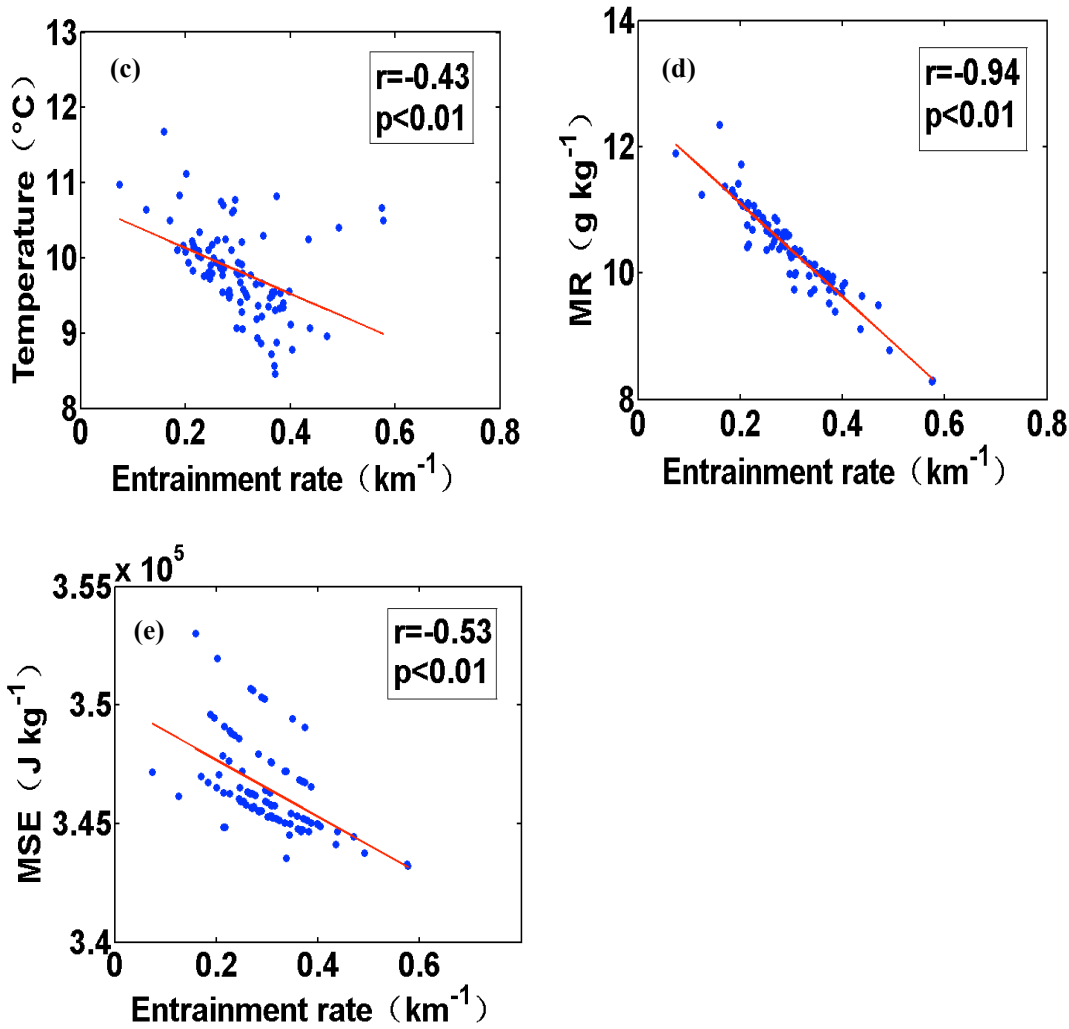 13
12
11
10
9
8
Temperature（°C）
(c)
r=-0.43
p<0.01
0 0.2 0.4 0.6 0.8
Entrainment rate（km⁻¹）
14
12
10
8
MR（g kg⁻¹）
(d)
r=-0.94
p<0.01
0 0.2 0.4 0.6 0.8
Entrainment rate（km⁻¹）
x 10⁵
3.55
3.5
3.45
3.4
MSE（J kg⁻¹）
(e)
r=-0.53
p<0.01
0 0.2 0.4 0.6
Entrainment rate（km⁻¹）